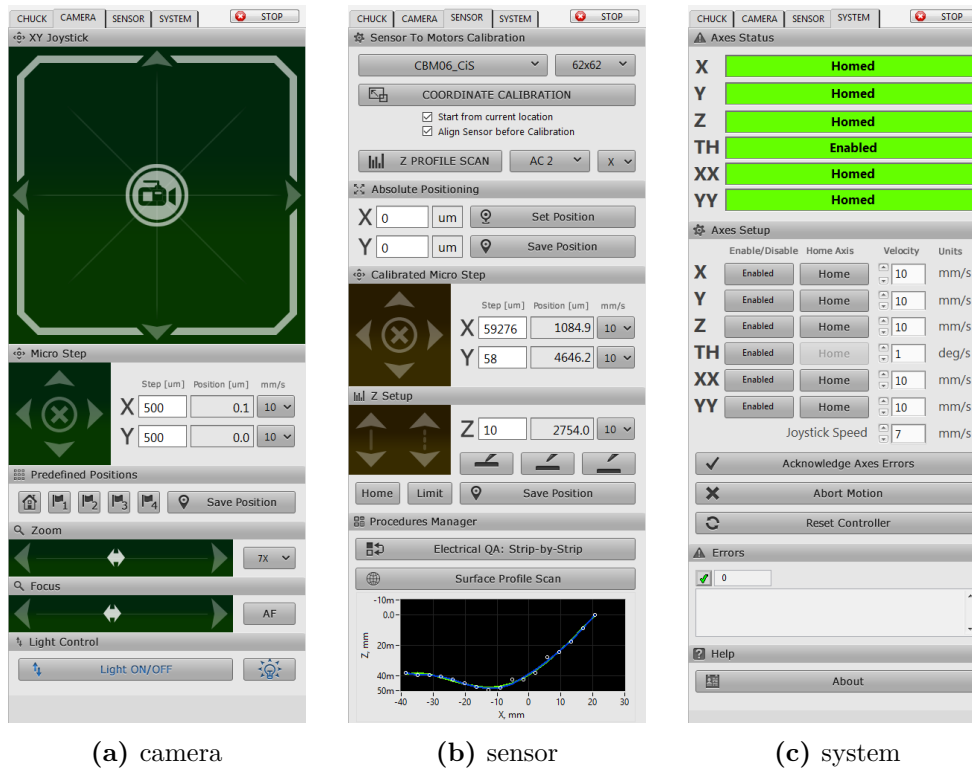 CHUCK CAMERA SENSOR SYSTEM STOP
XY Joystick
Micro Step
Step [um] Position [um] mm/s
X 500 0.1 10
Y 500 0.0 10
Predefined Positions
1 2 3 4 Save Position
Zoom
7X
Focus
AF
Light Control
Light ON/OFF
(a) camera
CHUCK CAMERA SENSOR SYSTEM STOP
Sensor To Motors Calibration
CBM06_CiS 62x62
COORDINATE CALIBRATION
Start from current location
Align Sensor before Calibration
Z PROFILE SCAN AC 2 X
Absolute Positioning
X 0 um Set Position
Y 0 um Save Position
Calibrated Micro Step
Step [um] Position [um] mm/s
X 59276 1084.9 10
Y 58 4646.2 10
Z Setup
Z 10 2754.0 10
Home Limit Save Position
Procedures Manager
Electrical QA: Strip-by-Strip
Surface Profile Scan
-10m
0.0
20m
40m
50m
Z, mm
-40 -30 -20 -10 0 10 20 30
X, mm
(b) sensor
CHUCK CAMERA SENSOR SYSTEM STOP
Axes Status
X Homed
Y Homed
Z Homed
TH Enabled
XX Homed
YY Homed
Axes Setup
Enable/Disable Home Axis Velocity Units
X Enabled Home 10 mm/s
Y Enabled Home 10 mm/s
Z Enabled Home 10 mm/s
TH Enabled Home 1 deg/s
XX Enabled Home 10 mm/s
YY Enabled Home 10 mm/s
Joystick Speed 7 mm/s
Acknowledge Axes Errors
Abort Motion
Reset Controller
Errors
0
Help
About
(c) system